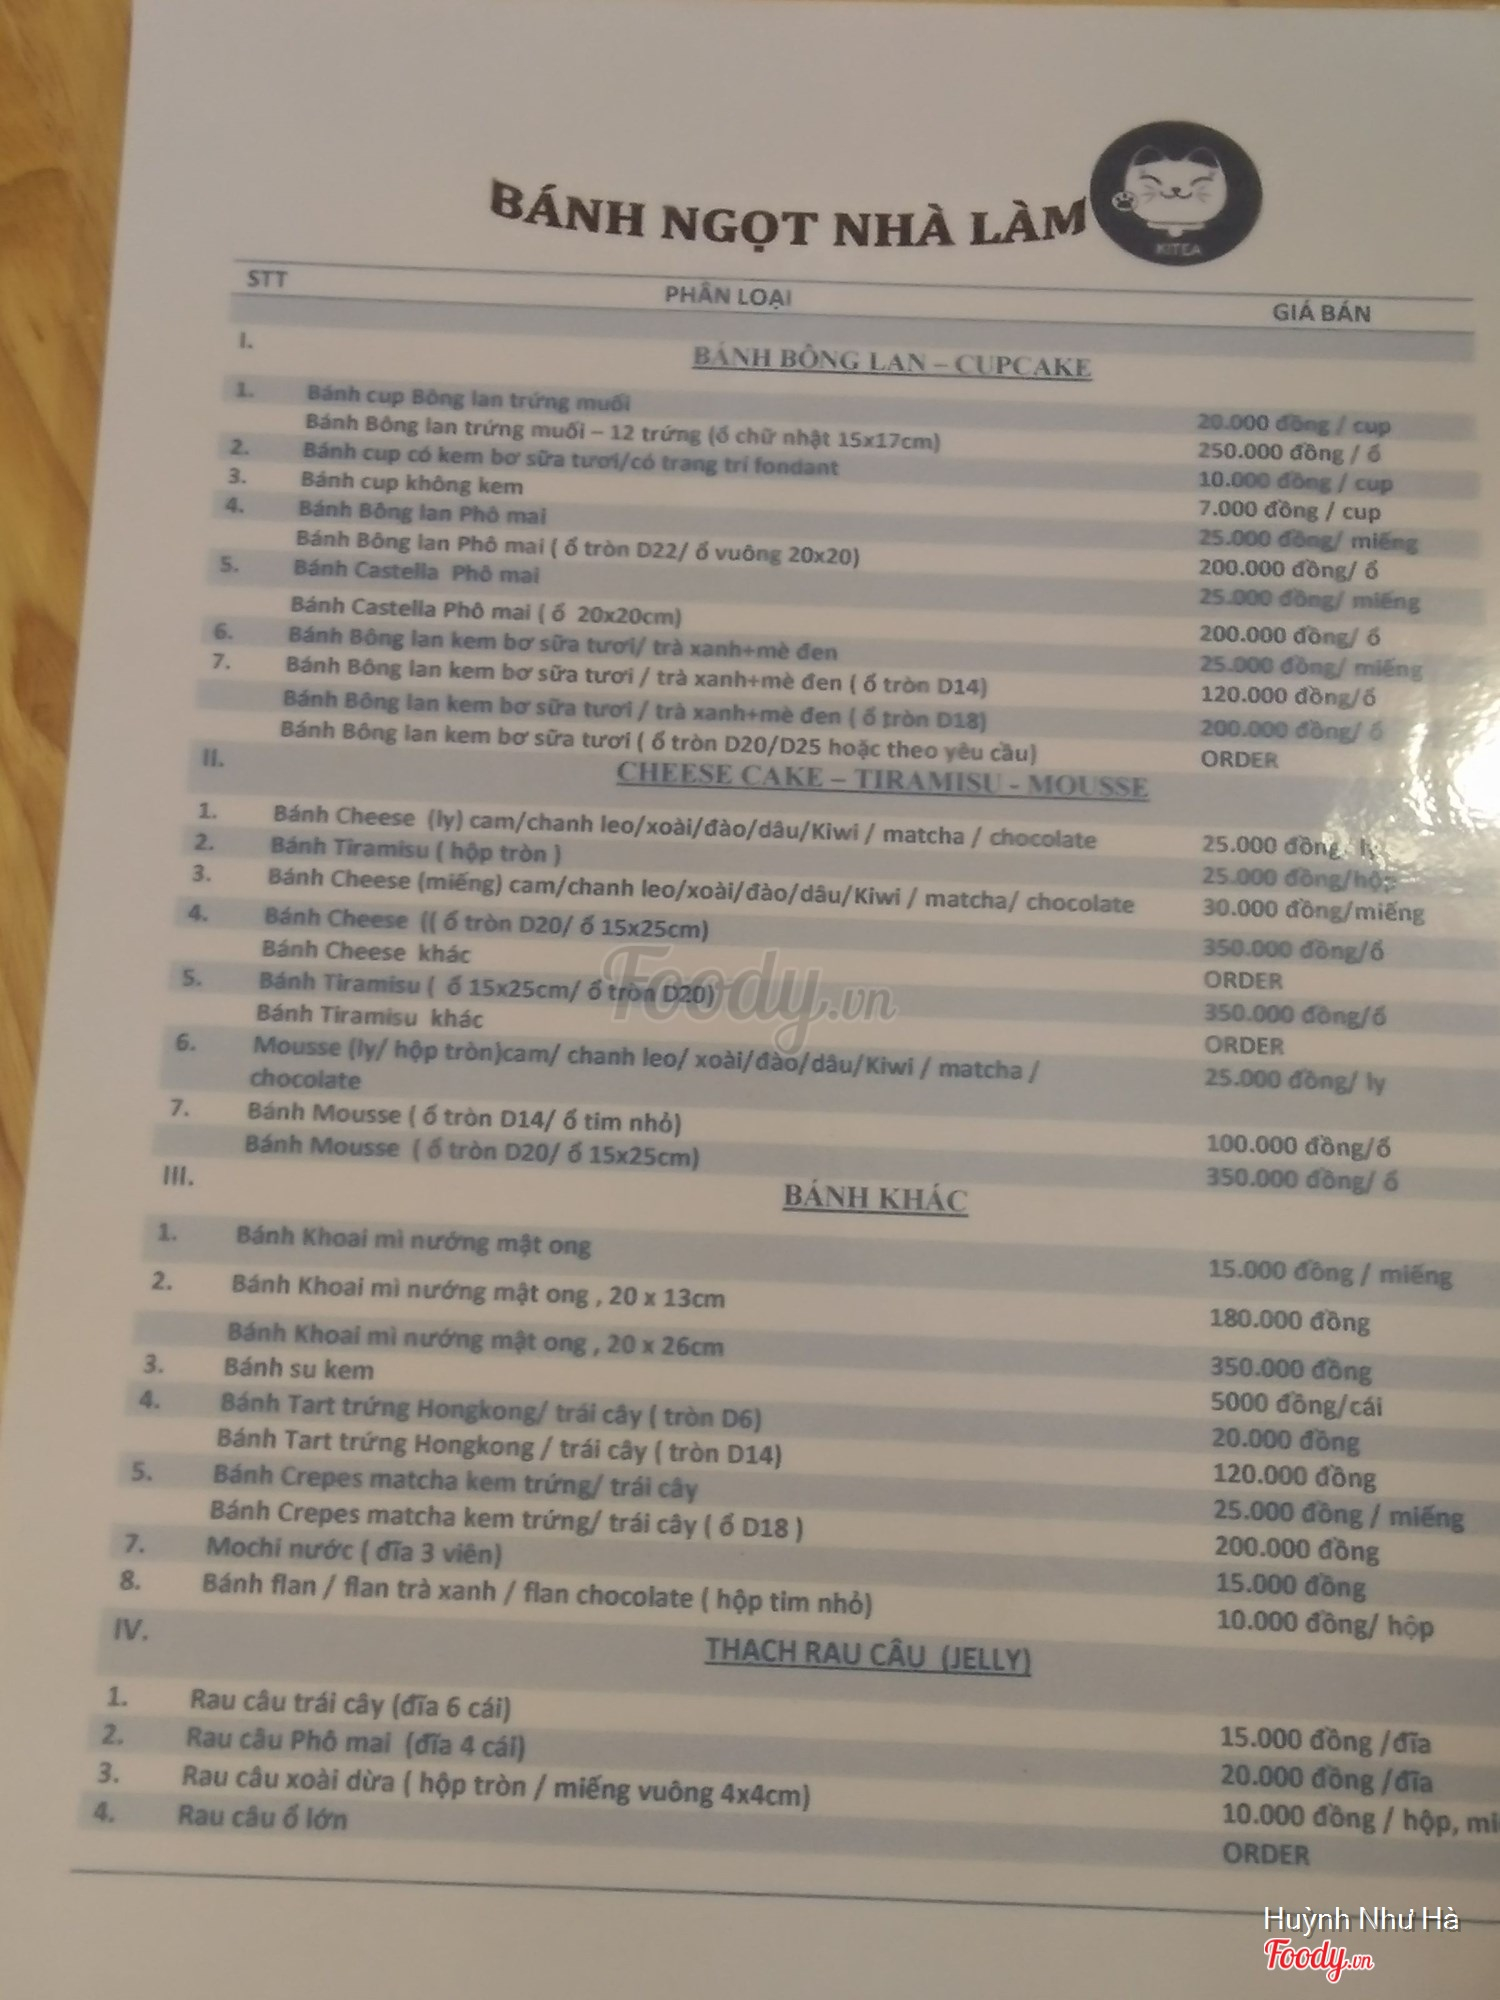 BÁNH NGỌT NHÀ LÀM
KITEA
STT PHÂN LOẠI GIÁ BÁN
I. BÁNH BÔNG LAN – CUPCAKE
1. Bánh cup Bông lan trứng muối 20.000 đồng / cup
Bánh Bông lan trứng muối – 12 trứng (ổ chữ nhật 15x17cm) 250.000 đồng / ổ
2. Bánh cup có kem bơ sữa tươi/có trang trí fondant 10.000 đồng / cup
3. Bánh cup không kem 7.000 đồng / cup
4. Bánh Bông lan Phô mai 25.000 đồng/ miếng
Bánh Bông lan Phô mai ( ổ tròn D22/ ổ vuông 20x20) 200.000 đồng/ ổ
5. Bánh Castella Phô mai 25.000 đồng/ miếng
Bánh Castella Phô mai ( ổ 20x20cm) 200.000 đồng/ ổ
6. Bánh Bông lan kem bơ sữa tươi/ trà xanh+mè đen 25.000 đồng/ miếng
7. Bánh Bông lan kem bơ sữa tươi / trà xanh+mè đen ( ổ tròn D14) 120.000 đồng/ổ
Bánh Bông lan kem bơ sữa tươi / trà xanh+mè đen ( ổ tròn D18) 200.000 đồng/ ổ
Bánh Bông lan kem bơ sữa tươi ( ổ tròn D20/D25 hoặc theo yêu cầu) ORDER
II. CHEESE CAKE – TIRAMISU - MOUSSE
1. Bánh Cheese (ly) cam/chanh leo/xoài/đào/dâu/Kiwi / matcha / chocolate 25.000 đồng/ ly
2. Bánh Tiramisu ( hộp tròn ) 25.000 đồng/hộp
3. Bánh Cheese (miếng) cam/chanh leo/xoài/đào/dâu/Kiwi / matcha/ chocolate 30.000 đồng/miếng
4. Bánh Cheese (( ổ tròn D20/ ổ 15x25cm) 350.000 đồng/ổ
Bánh Cheese khác ORDER
5. Bánh Tiramisu ( ổ 15x25cm/ ổ tròn D20) 350.000 đồng/ổ
Bánh Tiramisu khác ORDER
6. Mousse (ly/ hộp tròn)cam/ chanh leo/ xoài/đào/dâu/Kiwi / matcha / 25.000 đồng/ ly
chocolate
7. Bánh Mousse ( ổ tròn D14/ ổ tim nhỏ) 100.000 đồng/ổ
Bánh Mousse ( ổ tròn D20/ ổ 15x25cm) 350.000 đồng/ ổ
III. BÁNH KHÁC
1. Bánh Khoai mì nướng mật ong 15.000 đồng / miếng
2. Bánh Khoai mì nướng mật ong , 20 x 13cm 180.000 đồng
Bánh Khoai mì nướng mật ong , 20 x 26cm 350.000 đồng
3. Bánh su kem 5000 đồng/cái
4. Bánh Tart trứng Hongkong/ trái cây ( tròn D6) 20.000 đồng
Bánh Tart trứng Hongkong / trái cây ( tròn D14) 120.000 đồng
5. Bánh Crepes matcha kem trứng/ trái cây 25.000 đồng / miếng
Bánh Crepes matcha kem trứng/ trái cây ( ổ D18 ) 200.000 đồng
7. Mochi nước ( đĩa 3 viên) 15.000 đồng
8. Bánh flan / flan trà xanh / flan chocolate ( hộp tim nhỏ) 10.000 đồng/ hộp
IV. THACH RAU CÂU (JELLY)
1. Rau câu trái cây (đĩa 6 cái) 15.000 đồng /đĩa
2. Rau câu Phô mai (đĩa 4 cái) 20.000 đồng /đĩa
3. Rau câu xoài dừa ( hộp tròn / miếng vuông 4x4cm) 10.000 đồng / hộp, mi
4. Rau câu ổ lớn ORDER
Foody.vn
Huỳnh Như Hà
Foody.vn